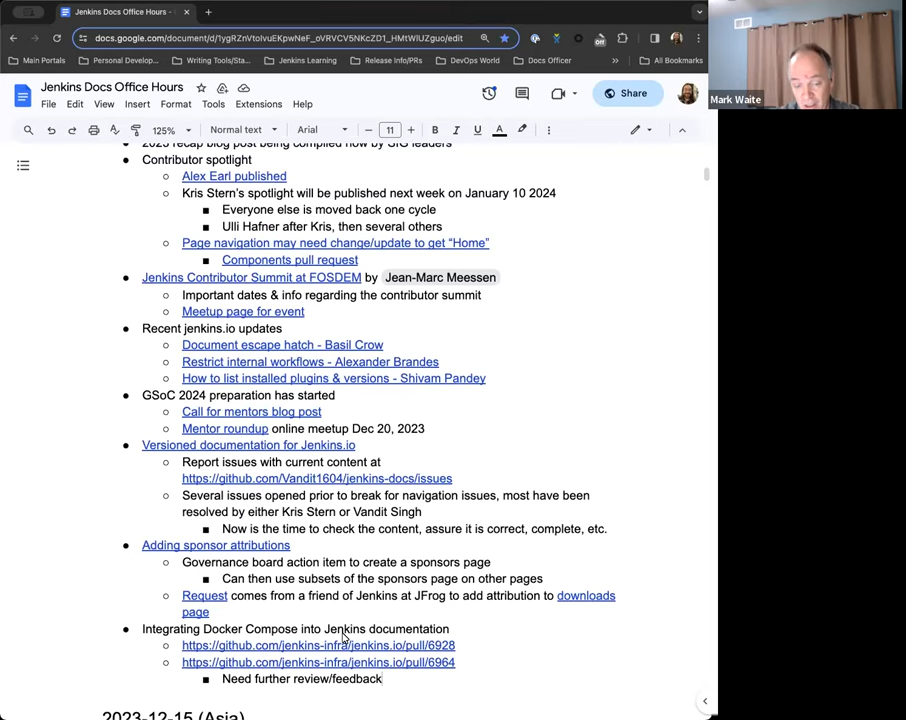 Jenkins Docs Office Hours -
docs.google.com/document/d/1ygRZnVtoIvuEKpwNeF_oVRVCV5NKcZD1_HMtWlUZguo/edit
Off
Main Portals
Personal Develop...
Writing Tools/Sta...
Jenkins Learning
Release Info/PRs
DevOps World
Docs Officer
All Bookmarks
Jenkins Docs Office Hours
File Edit View Insert Format Tools Extensions Help
Share
Mark Waite
125% Normal text Arial 11 B I U A
2023 recap blog post being compiled now by SIG leaders
Contributor spotlight
Alex Earl published
Kris Stern's spotlight will be published next week on January 10 2024
Everyone else is moved back one cycle
Ulli Hafner after Kris, then several others
Page navigation may need change/update to get "Home"
Components pull request
Jenkins Contributor Summit at FOSDEM by Jean-Marc Meessen
Important dates & info regarding the contributor summit
Meetup page for event
Recent jenkins.io updates
Document escape hatch - Basil Crow
Restrict internal workflows - Alexander Brandes
How to list installed plugins & versions - Shivam Pandey
GSoC 2024 preparation has started
Call for mentors blog post
Mentor roundup online meetup Dec 20, 2023
Versioned documentation for Jenkins.io
Report issues with current content at
https://github.com/Vandit1604/jenkins-docs/issues
Several issues opened prior to break for navigation issues, most have been
resolved by either Kris Stern or Vandit Singh
Now is the time to check the content, assure it is correct, complete, etc.
Adding sponsor attributions
Governance board action item to create a sponsors page
Can then use subsets of the sponsors page on other pages
Request comes from a friend of Jenkins at JFrog to add attribution to downloads
page
Integrating Docker Compose into Jenkins documentation
https://github.com/jenkins-infra/jenkins.io/pull/6928
https://github.com/jenkins-infra/jenkins.io/pull/6964
Need further review/feedback
2023-12-15 (Asia)